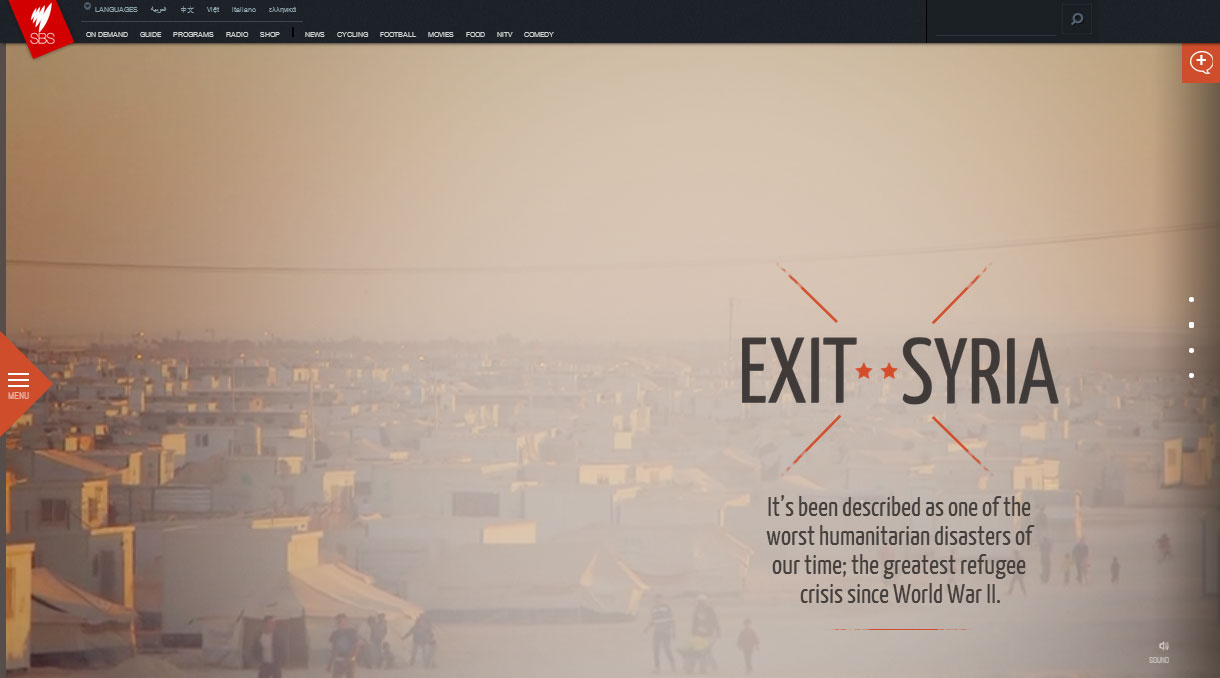 SBS
LANGUAGES العربية 中文 Việt Italiano ελληνικά
ON DEMAND GUIDE PROGRAMS RADIO SHOP NEWS CYCLING FOOTBALL MOVIES FOOD NITV COMEDY
MENU
EXIT SYRIA
It's been described as one of the
worst humanitarian disasters of
our time; the greatest refugee
crisis since World War II.
SOUND